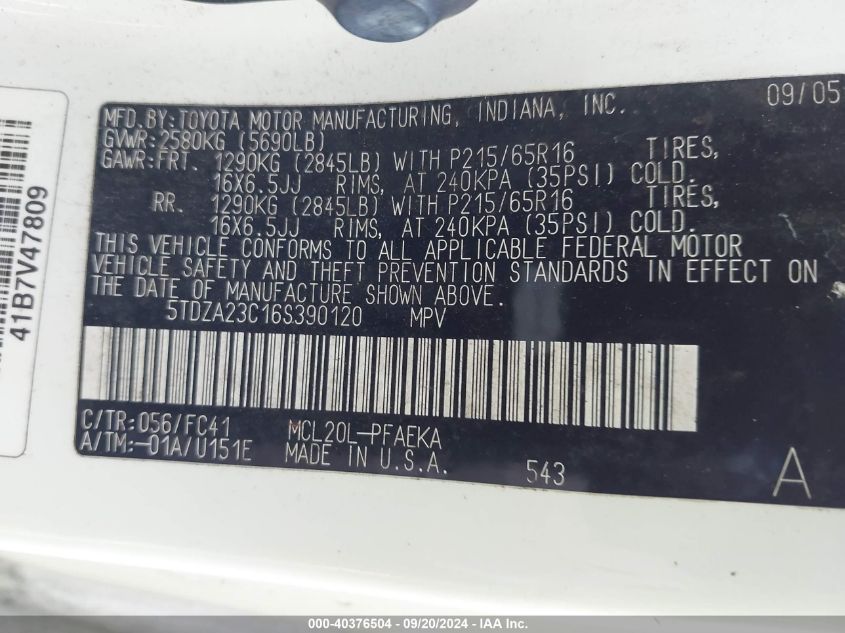 MFD. BY: TOYOTA MOTOR MANUFACTURING, INDIANA, INC. 09/05
GVWR: 2580KG (5690LB)
GAWR: FRT. 1290KG (2845LB) WITH P215/65R16 TIRES,
16X6.5JJ RIMS, AT 240KPA (35PSI) COLD.
RR. 1290KG (2845LB) WITH P215/65R16 TIRES,
16X6.5JJ RIMS, AT 240KPA (35PSI) COLD.
THIS VEHICLE CONFORMS TO ALL APPLICABLE FEDERAL MOTOR
VEHICLE SAFETY AND THEFT PREVENTION STANDARDS IN EFFECT ON
THE DATE OF MANUFACTURE SHOWN ABOVE.
5TDZA23C16S390120 MPV
C/TR: 056/FC41 MCL20L-PFAEKA
A/TM: -01A/U151E MADE IN U.S.A. 543 A
41B7V47809
000-40376504 - 09/20/2024 - IAA Inc.